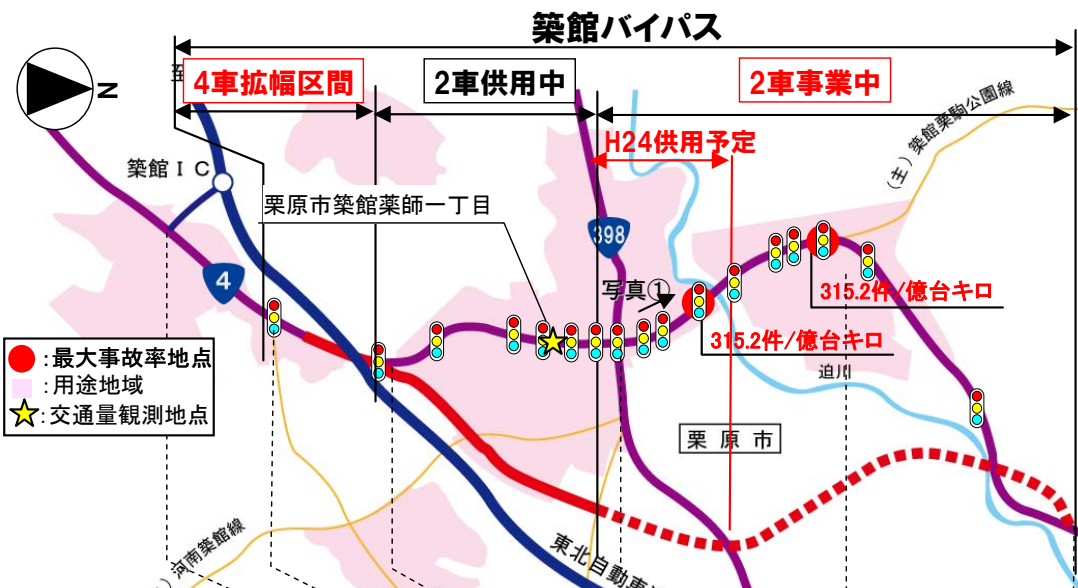 築館バイパス
至
4車拡幅区間
2車供用中
2車事業中
N
H24供用予定
(主)築館栗駒公園線
築館IC
栗原市築館薬師一丁目
398
4
写真①
315.2件/億台キロ
315.2件/億台キロ
●:最大事故率地点
:用途地域
☆:交通量観測地点
迫川
栗原市
)河南築館線
東北自動車